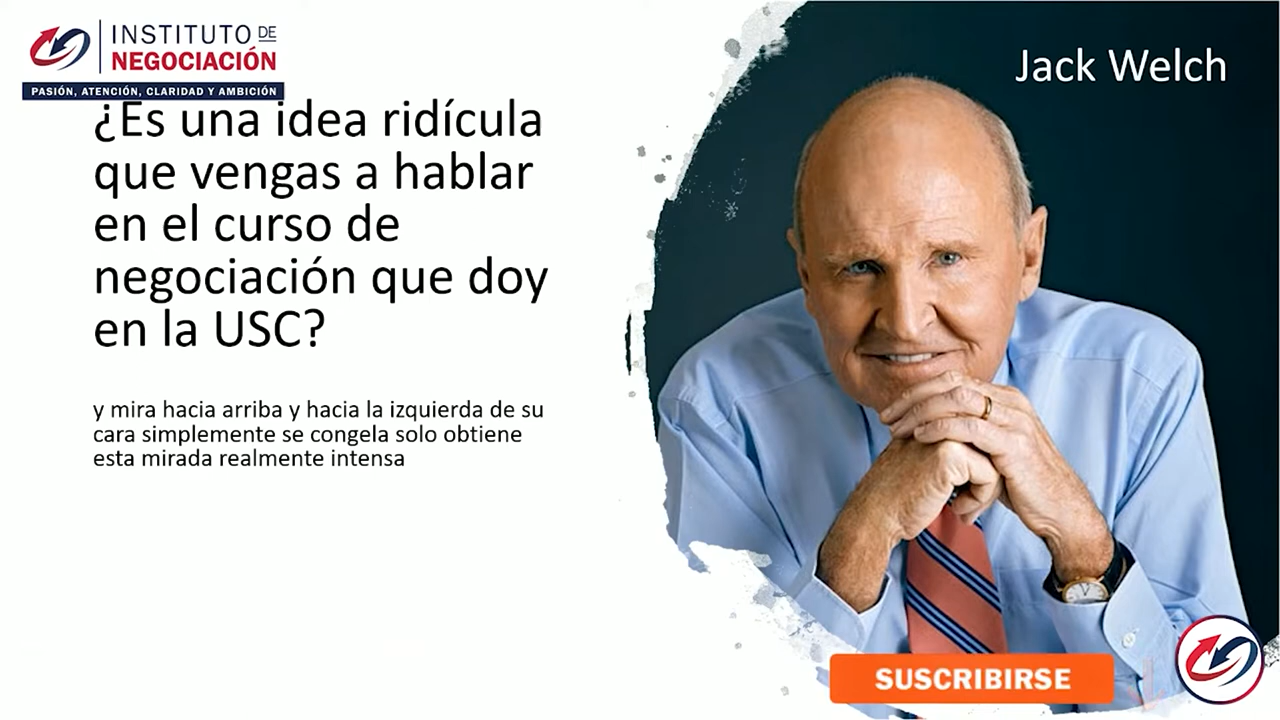 INSTITUTO DE
NEGOCIACIÓN
PASIÓN, ATENCIÓN, CLARIDAD Y AMBICIÓN
¿Es una idea ridícula
que vengas a hablar
en el curso de
negociación que doy
en la USC?
y mira hacia arriba y hacia la izquierda de su
cara simplemente se congela solo obtiene
esta mirada realmente intensa
Jack Welch
SUSCRIBIRSE